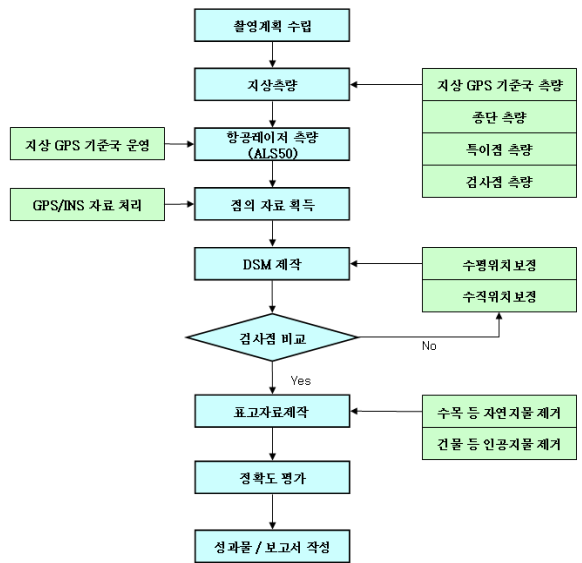 촬영계획 수립
지상측량
지상 GPS 기준국 측량
종단 측량
특이점 측량
검사점 측량
지상 GPS 기준국 운영
항공레이저 측량
(ALS50)
GPS/INS 자료 처리
점의 자료 획득
DSM 제작
수평위치보정
수직위치보정
검사점 비교
No
Yes
표고자료제작
수목 등 자연지물 제거
건물 등 인공지물 제거
정확도 평가
성과물 / 보고서 작성